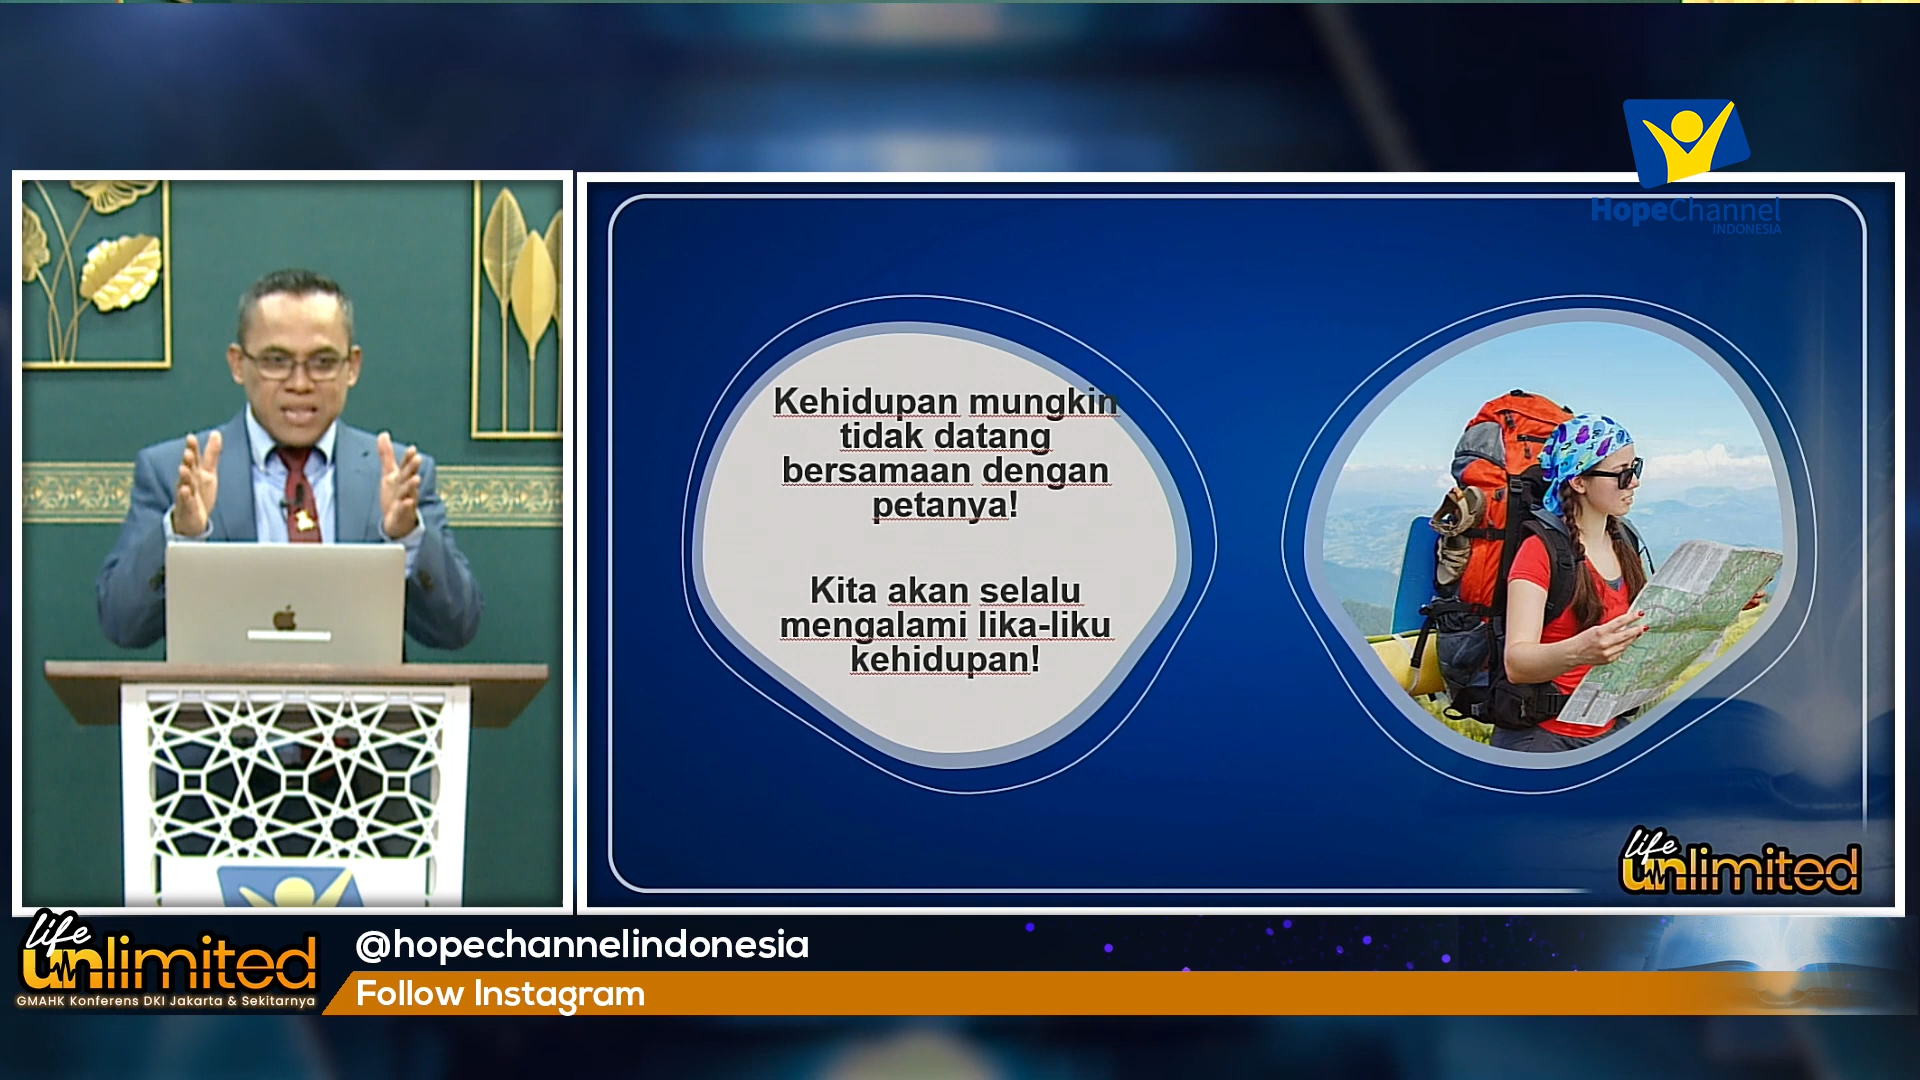 HopeChannel
INDONESIA
Kehidupan mungkin
tidak datang
bersamaan dengan
petanya!
Kita akan selalu
mengalami lika-liku
kehidupan!
life
unlimited
life
unlimited
GMAHK Konferens DKI Jakarta & Sekitarnya
@hopechannelindonesia
Follow Instagram